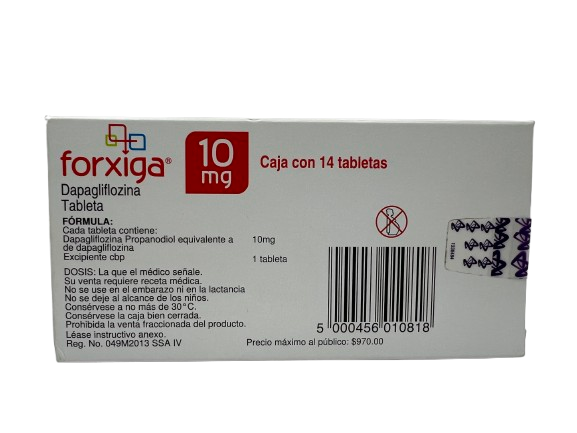 forxiga®
10
mg
Caja con 14 tabletas
Dapagliflozina
Tableta
FÓRMULA:
Cada tableta contiene:
Dapagliflozina Propanodiol equivalente a 10mg
de dapagliflozina
Excipiente cbp 1 tableta
DOSIS: La que el médico señale.
Su venta requiere receta médica.
No se use en el embarazo ni en la lactancia
No se deje al alcance de los niños.
Consérvese a no más de 30°C.
Consérvese la caja bien cerrada.
Prohibida la venta fraccionada del producto.
Léase instructivo anexo.
Reg. No. 049M2013 SSA IV
5 000456 010818
Precio máximo al público: $970.00